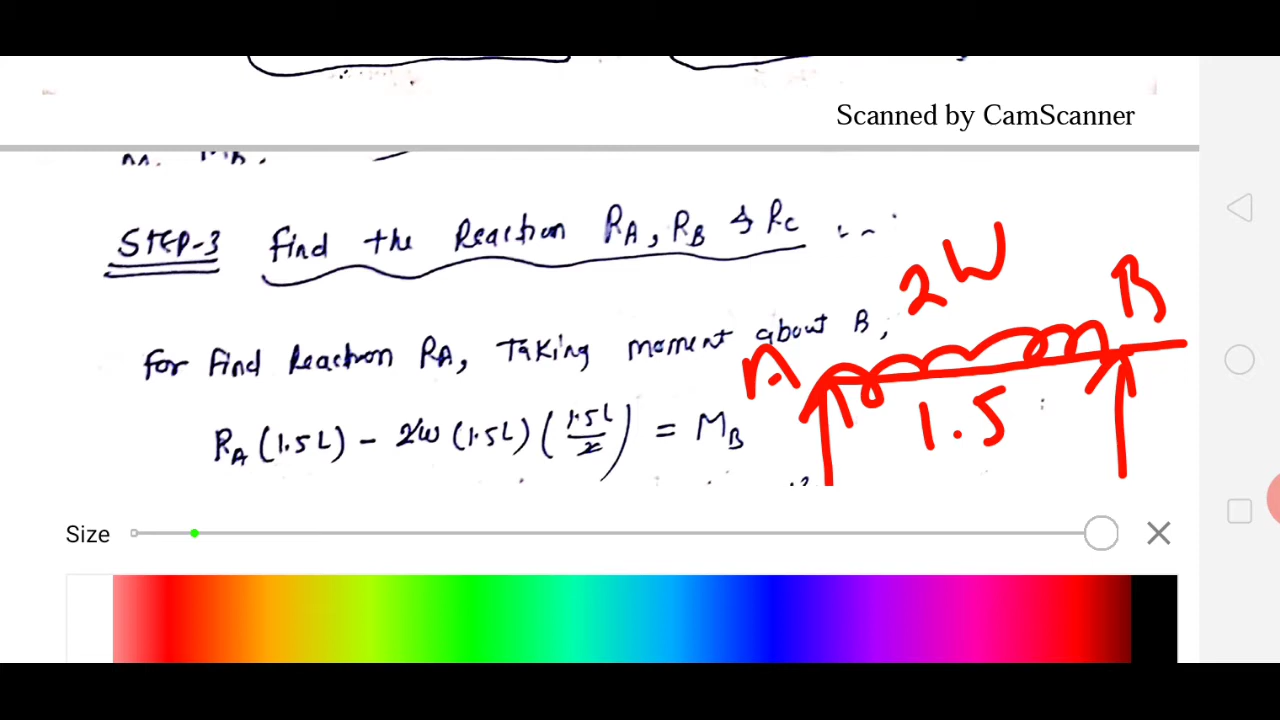 Scanned by CamScanner
STEP-3 Find the Reaction RA, RB & RC ...
For find Reaction RA, Taking moment about B,
RA (1.5L) - 2w (1.5L) (1.5L/2) = MB
2W
A
B
1.5
Size